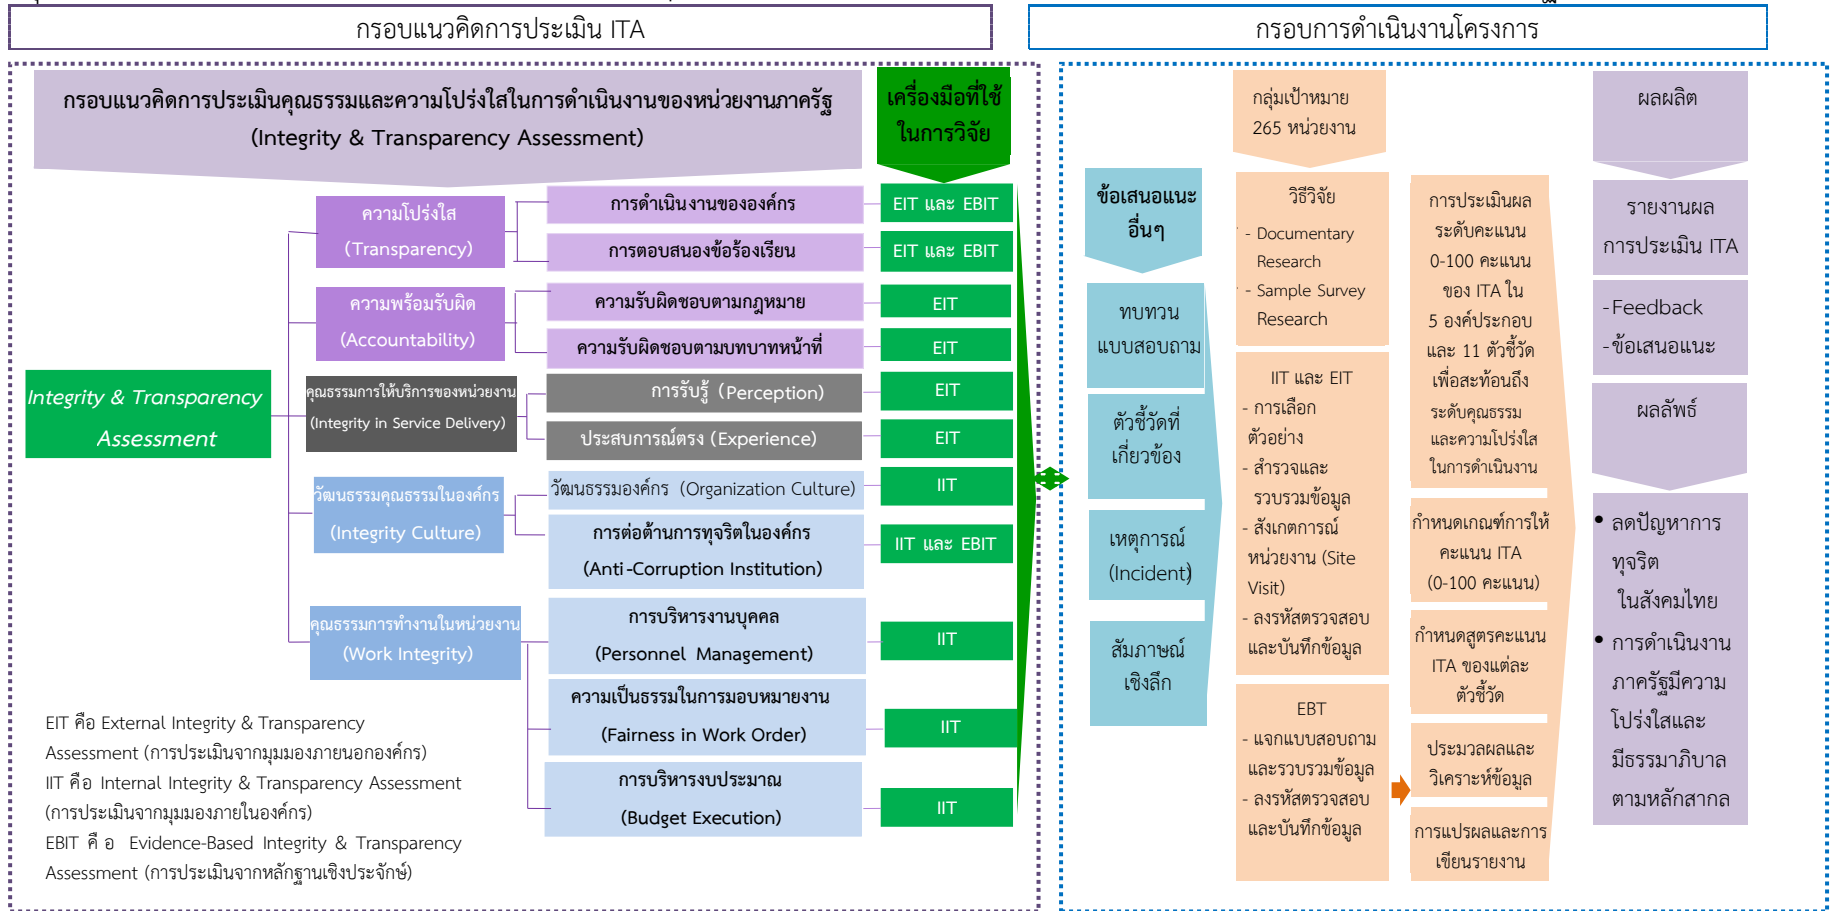 กรอบแนวคิดการประเมิน ITA
กรอบการดำเนินงานโครงการ
กรอบแนวคิดการประเมินคุณธรรมและความโปร่งใสในการดำเนินงานของหน่วยงานภาครัฐ
(Integrity & Transparency Assessment)
เครื่องมือที่ใช้
ในการวิจัย
Integrity & Transparency
Assessment
ความโปร่งใส
(Transparency)
การดำเนินงานขององค์กร
EIT และ EBIT
การตอบสนองข้อร้องเรียน
EIT และ EBIT
ความพร้อมรับผิด
(Accountability)
ความรับผิดชอบตามกฎหมาย
EIT
ความรับผิดชอบตามบทบาทหน้าที่
EIT
คุณธรรมการให้บริการของหน่วยงาน
(Integrity in Service Delivery)
การรับรู้ (Perception)
EIT
ประสบการณ์ตรง (Experience)
EIT
วัฒนธรรมคุณธรรมในองค์กร
(Integrity Culture)
วัฒนธรรมองค์กร (Organization Culture)
IIT
การต่อต้านการทุจริตในองค์กร
(Anti-Corruption Institution)
IIT และ EBIT
คุณธรรมการทำงานในหน่วยงาน
(Work Integrity)
การบริหารงานบุคคล
(Personnel Management)
IIT
ความเป็นธรรมในการมอบหมายงาน
(Fairness in Work Order)
IIT
การบริหารงบประมาณ
(Budget Execution)
IIT
EIT คือ External Integrity & Transparency
Assessment (การประเมินจากมุมมองภายนอกองค์กร)
IIT คือ Internal Integrity & Transparency Assessment
(การประเมินจากมุมมองภายในองค์กร)
EBIT คือ Evidence-Based Integrity & Transparency
Assessment (การประเมินจากหลักฐานเชิงประจักษ์)
ข้อเสนอแนะ
อื่นๆ
ทบทวน
แบบสอบถาม
ตัวชี้วัดที่
เกี่ยวข้อง
เหตุการณ์
(Incident)
สัมภาษณ์
เชิงลึก
กลุ่มเป้าหมาย
265 หน่วยงาน
วิธีวิจัย
- Documentary
Research
- Sample Survey
Research
IIT และ EIT
- การเลือก
ตัวอย่าง
- สำรวจและ
รวบรวมข้อมูล
- สังเกตการณ์
หน่วยงาน (Site
Visit)
- ลงรหัสตรวจสอบ
และบันทึกข้อมูล
EBT
- แจกแบบสอบถาม
และรวบรวมข้อมูล
- ลงรหัสตรวจสอบ
และบันทึกข้อมูล
การประเมินผล
ระดับคะแนน
0-100 คะแนน
ของ ITA ใน
5 องค์ประกอบ
และ 11 ตัวชี้วัด
เพื่อสะท้อนถึง
ระดับคุณธรรม
และความโปร่งใส
ในการดำเนินงาน
กำหนดเกณฑ์การให้
คะแนน ITA
(0-100 คะแนน)
กำหนดสูตรคะแนน
ITA ของแต่ละ
ตัวชี้วัด
ประมวลผลและ
วิเคราะห์ข้อมูล
การแปรผลและการ
เขียนรายงาน
ผลผลิต
รายงานผล
การประเมิน ITA
-Feedback
-ข้อเสนอแนะ
ผลลัพธ์
• ลดปัญหาการ
ทุจริต
ในสังคมไทย
• การดำเนินงาน
ภาครัฐมีความ
โปร่งใสและ
มีธรรมาภิบาล
ตามหลักสากล